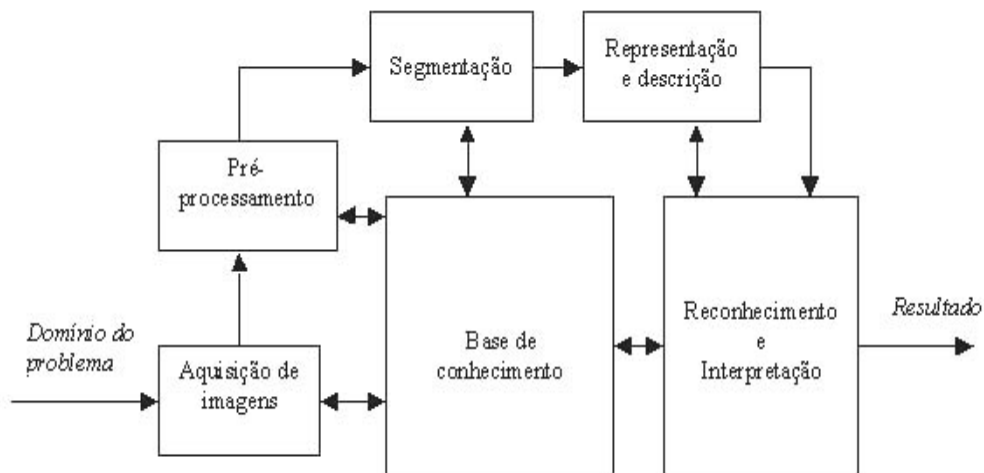 Segmentação
Representação
e descrição
Pré-
processamento
Domínio do
problema
Aquisição de
imagens
Base de
conhecimento
Reconhecimento
e
Interpretação
Resultado